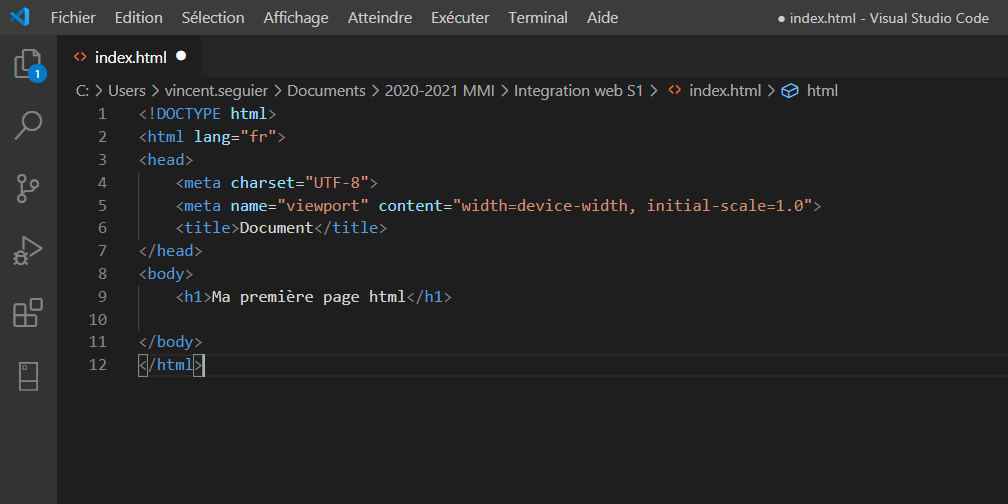 Fichier Edition Sélection Affichage Atteindre Exécuter Terminal Aide ● index.html - Visual Studio Code
<> index.html ●
1
C: > Users > vincent.seguier > Documents > 2020-2021 MMI > Integration web S1 > <> index.html > html
1 <!DOCTYPE html>
2 <html lang="fr">
3 <head>
4 <meta charset="UTF-8">
5 <meta name="viewport" content="width=device-width, initial-scale=1.0">
6 <title>Document</title>
7 </head>
8 <body>
9 <h1>Ma première page html</h1>
10
11 </body>
12 </html>